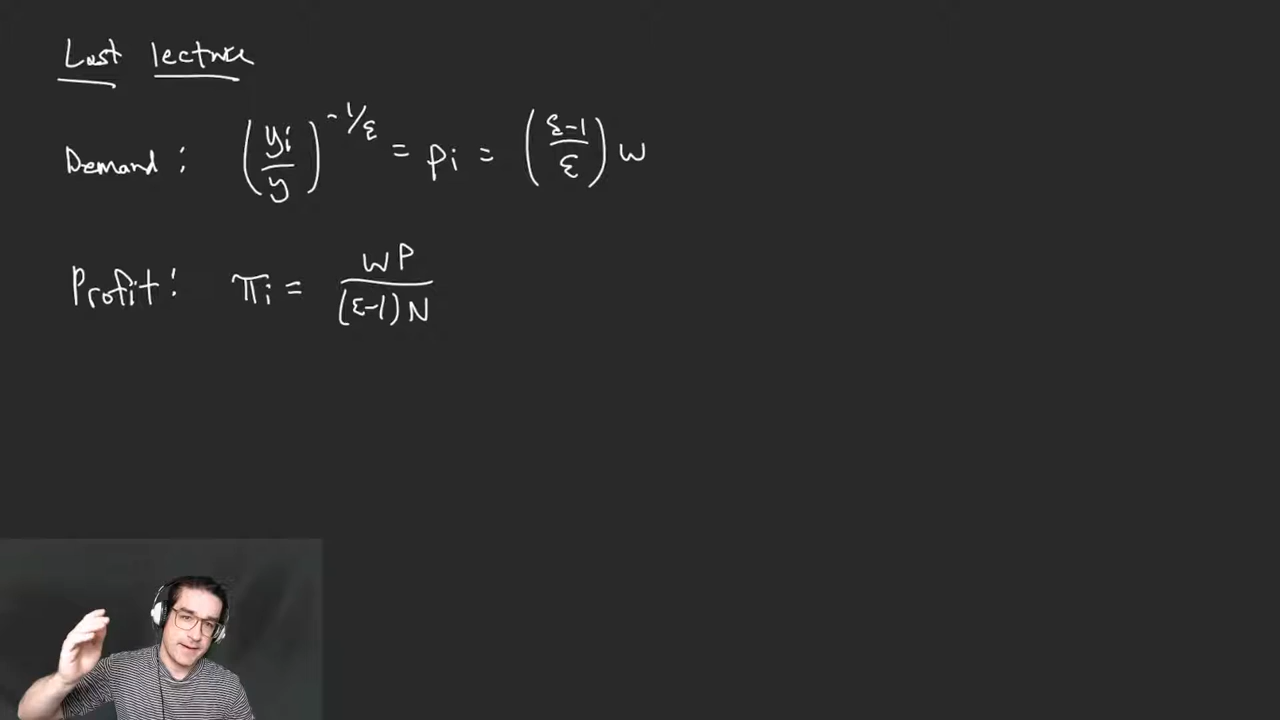 Last lecture
Demand: (yi/y)^-1/ε = pi = (ε-1/ε) w
Profit: πi = wP/(ε-1)N